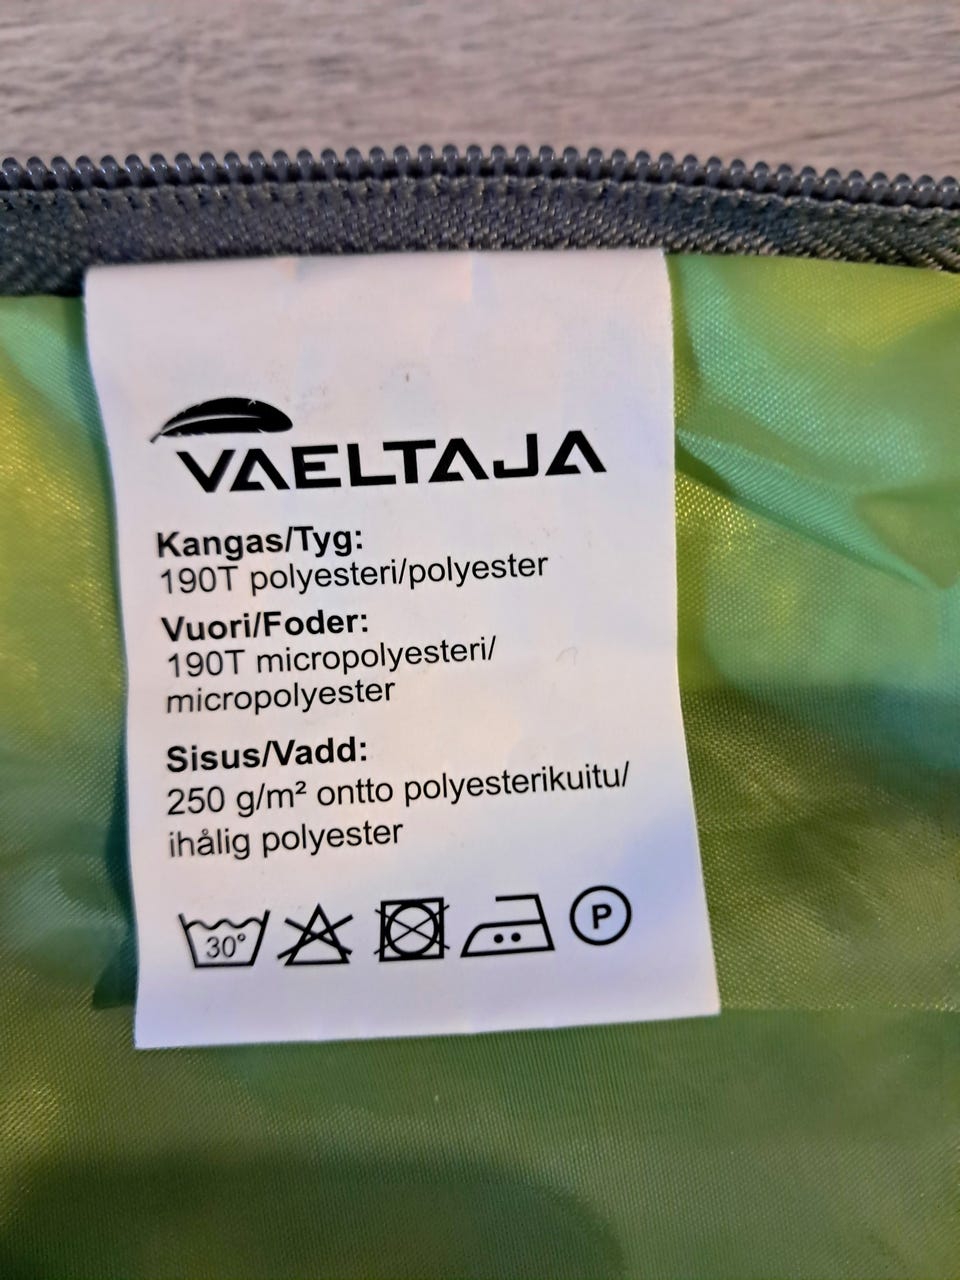 VAELTAJA
Kangas/Tyg:
190T polyesteri/polyester
Vuori/Foder:
190T micropolyesteri/
micropolyester
Sisus/Vadd:
250 g/m² ontto polyesterikuitu/
ihålig polyester
30° P